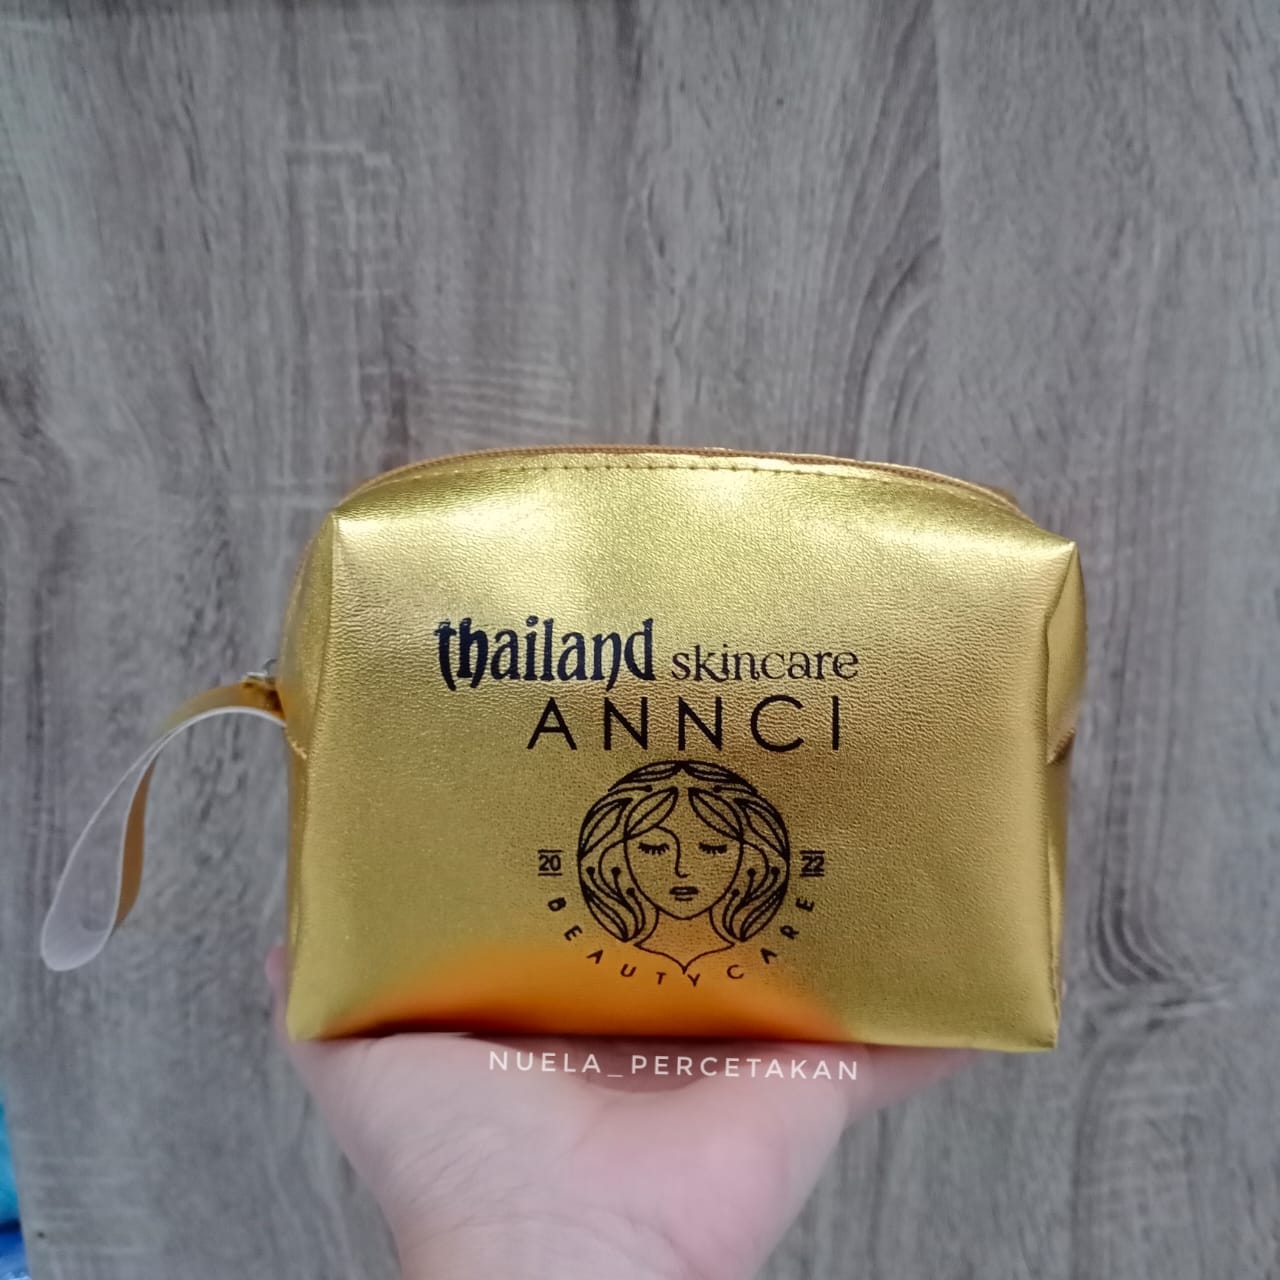 thailand skincare
ANNCI
20 22
BEAUTY CARE
NUELA_PERCETAKAN